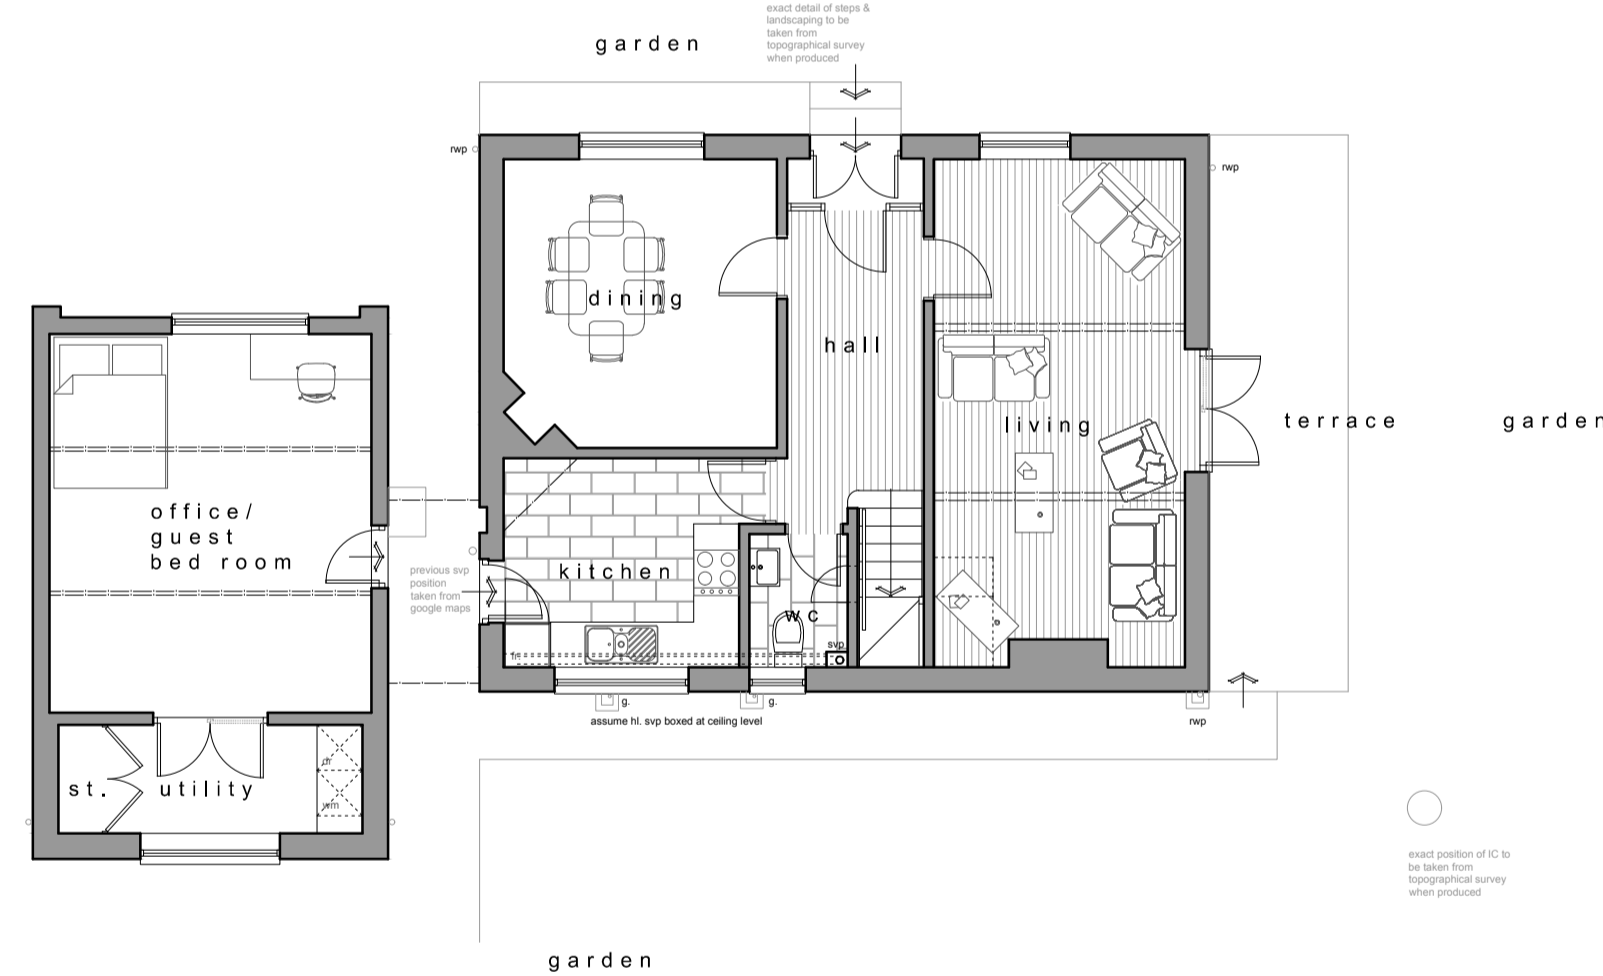 exact detail of steps &
landscaping to be
taken from
topographical survey
when produced
garden
rwp
rwp
dining
hall
living
terrace
garden
office/
guest
bed room
kitchen
previous svp
position
taken from
google maps
wc
svp
g.
g.
assume hl. svp boxed at ceiling level
rwp
st.
utility
dr
wm
exact position of IC to
be taken from
topographical survey
when produced
garden